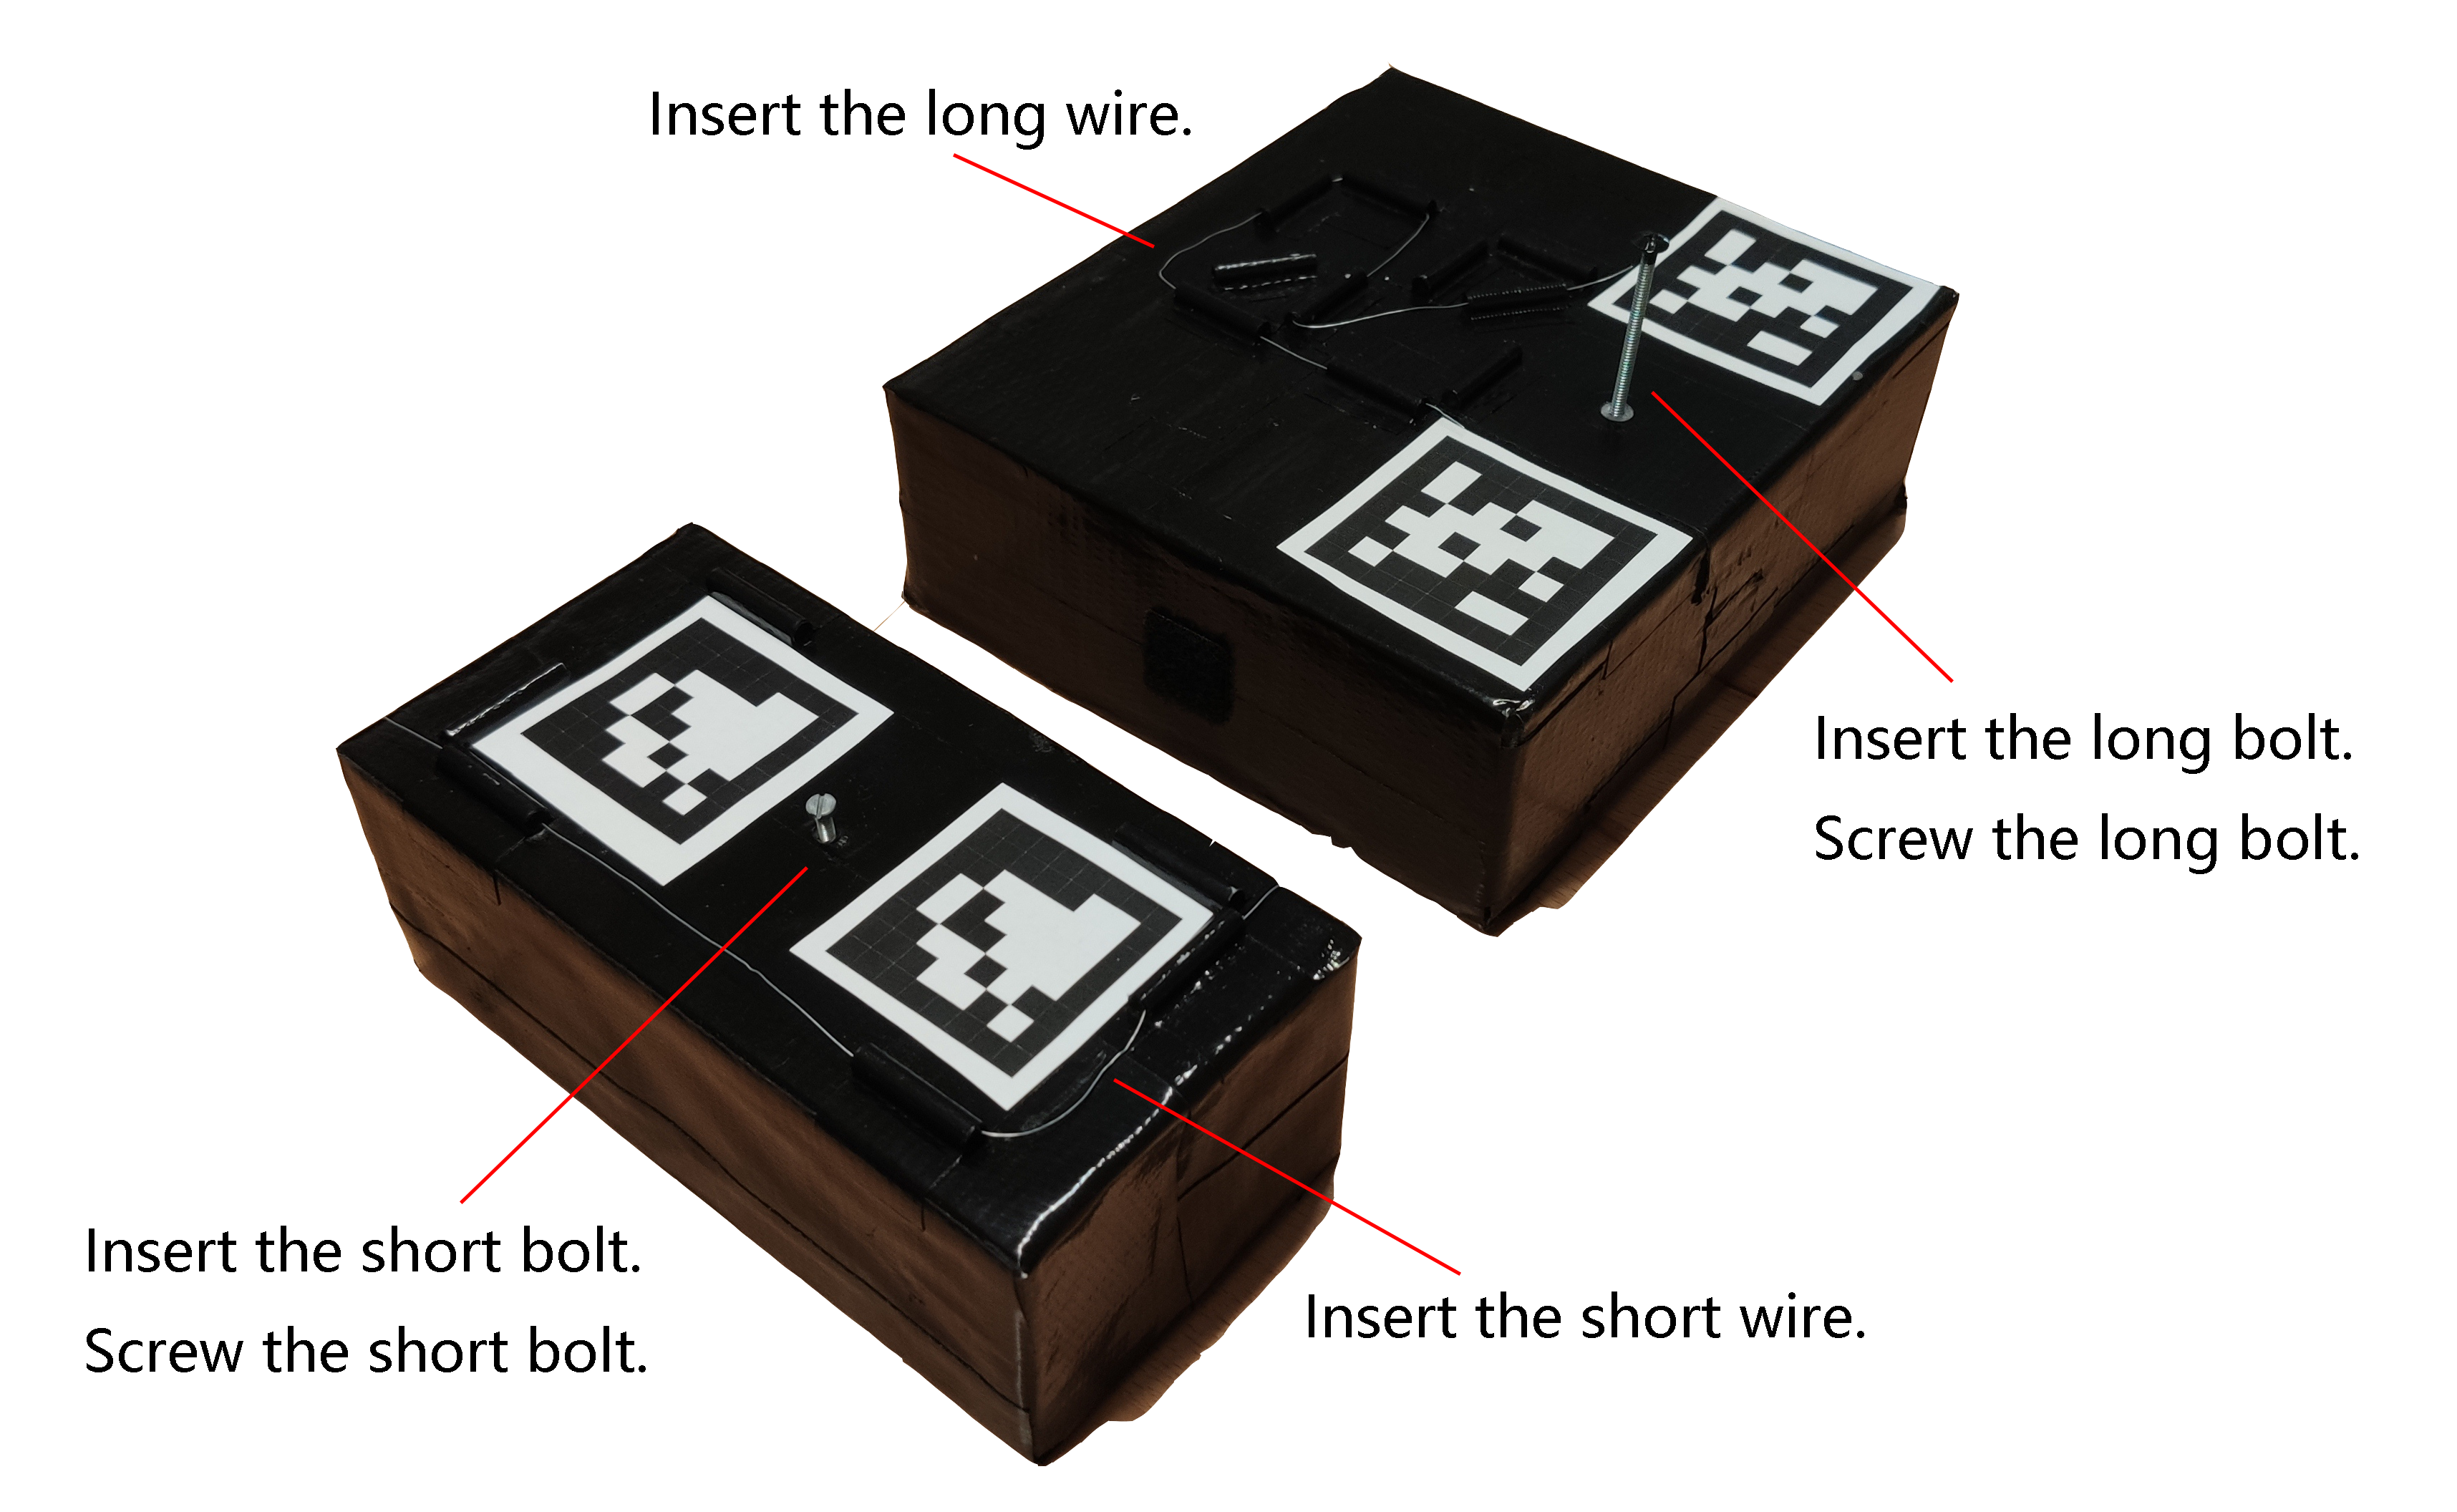 Insert the long wire.
Insert the long bolt.
Screw the long bolt.
Insert the short bolt.
Screw the short bolt.
Insert the short wire.